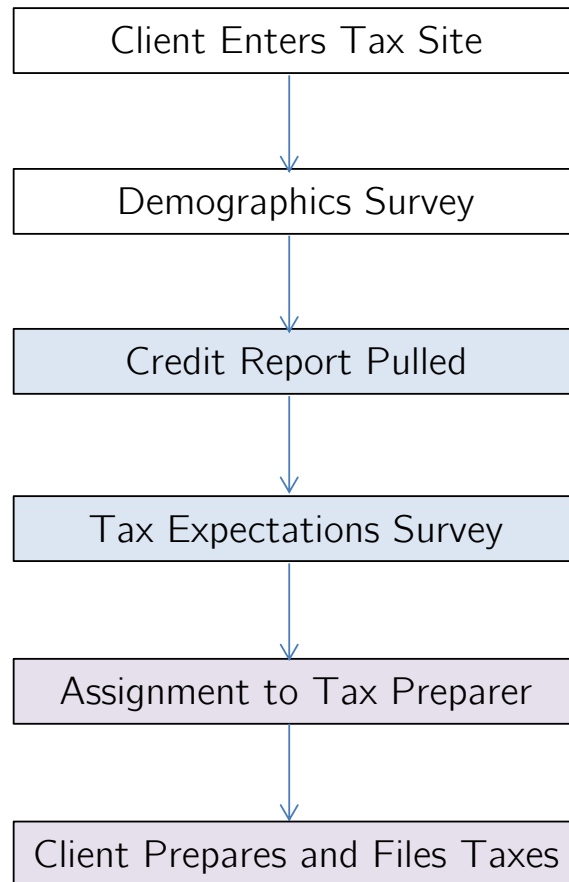 Client Enters Tax Site
Demographics Survey
Credit Report Pulled
Tax Expectations Survey
Assignment to Tax Preparer
Client Prepares and Files Taxes